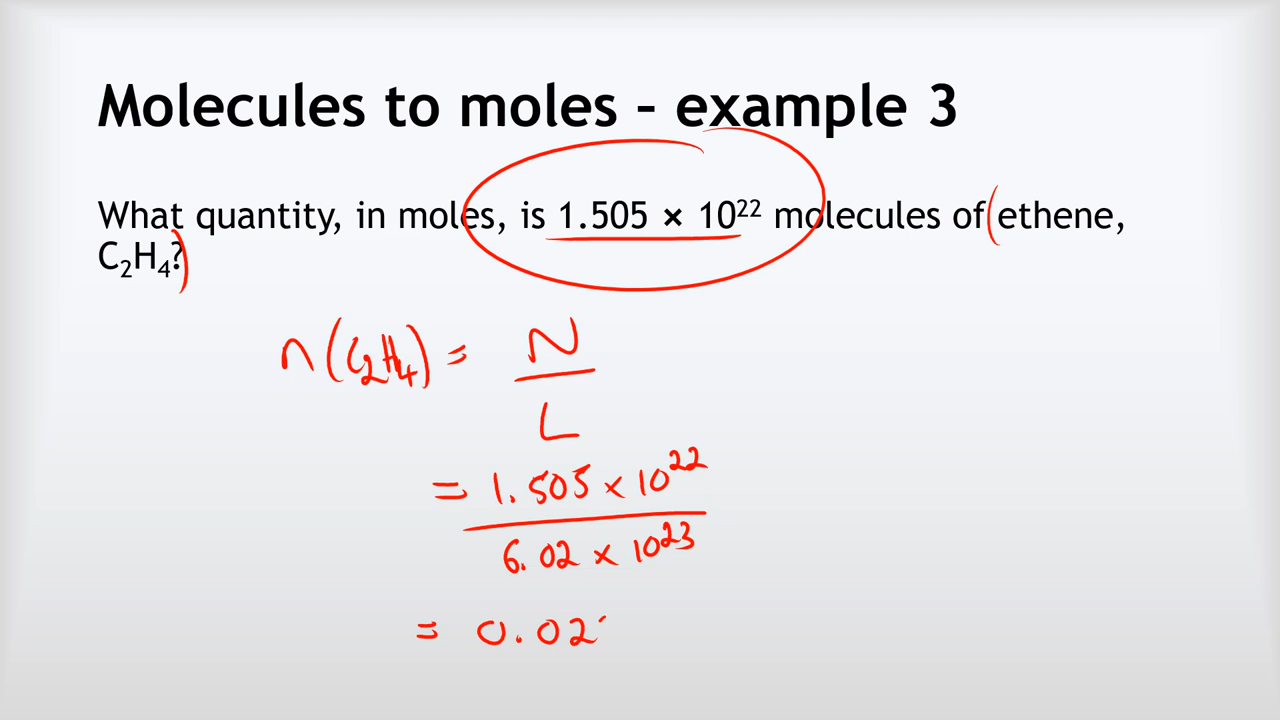 Molecules to moles – example 3
What quantity, in moles, is 1.505 × 10²² molecules of (ethene,
C₂H₄?)
n(C₂H₄) = N
L
= 1.505 × 10²²
6.02 × 10²³
= 0.02